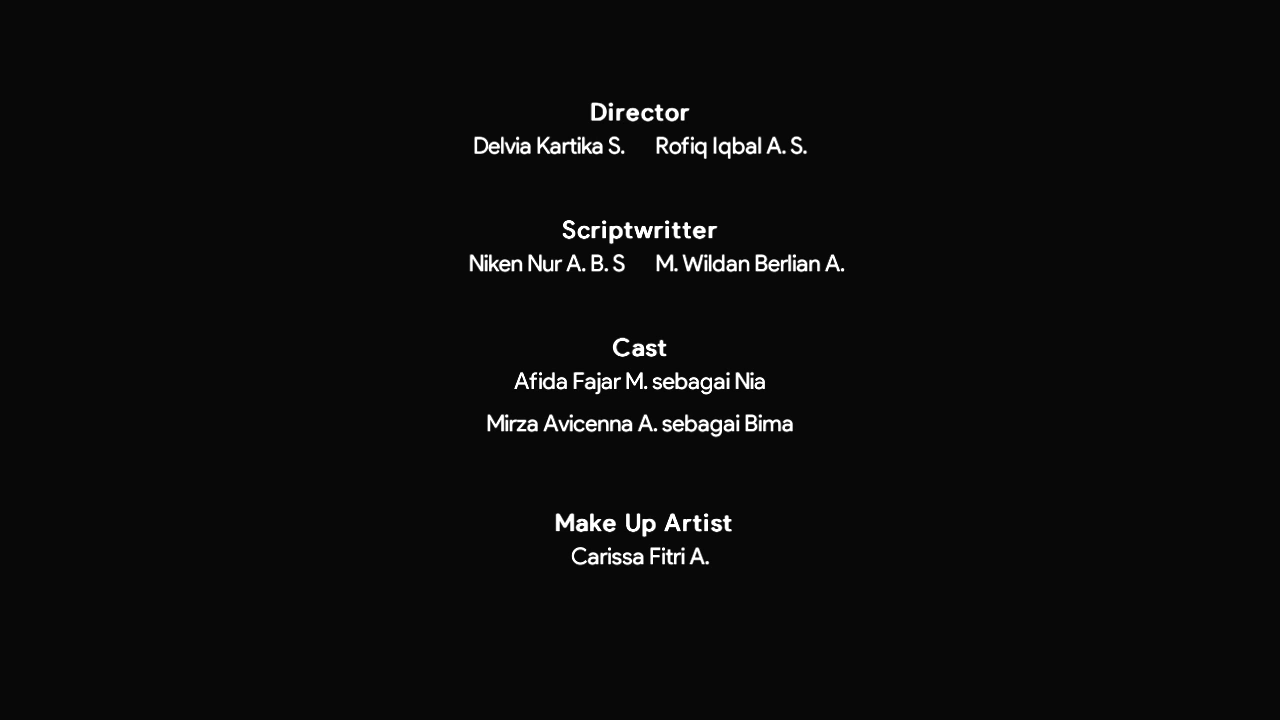 Director
Delvia Kartika S. Rofiq Iqbal A. S.
Scriptwritter
Niken Nur A. B. S M. Wildan Berlian A.
Cast
Afida Fajar M. sebagai Nia
Mirza Avicenna A. sebagai Bima
Make Up Artist
Carissa Fitri A.